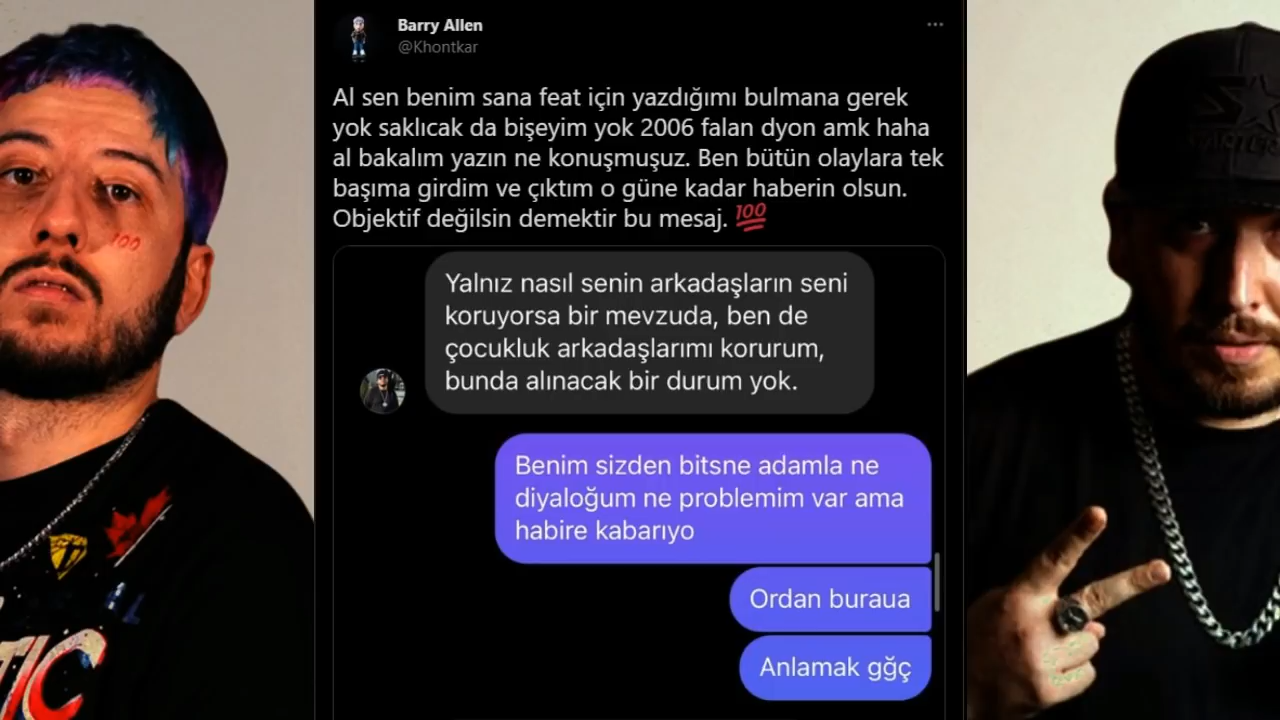 Barry Allen
@Khontkar
Al sen benim sana feat için yazdığımı bulmana gerek
yok saklıcak da bişeyim yok 2006 falan dyon amk haha
al bakalım yazın ne konuşmuşuz. Ben bütün olaylara tek
başıma girdim ve çıktım o güne kadar haberin olsun.
Objektif değilsin demektir bu mesaj. 💯
Yalnız nasıl senin arkadaşların seni
koruyorsa bir mevzuda, ben de
çocukluk arkadaşlarımı korurum,
bunda alınacak bir durum yok.
Benim sizden bitsne adamla ne
diyaloğum ne problemim var ama
habire kabarıyo
Ordan buraua
Anlamak gğç
100
TIC